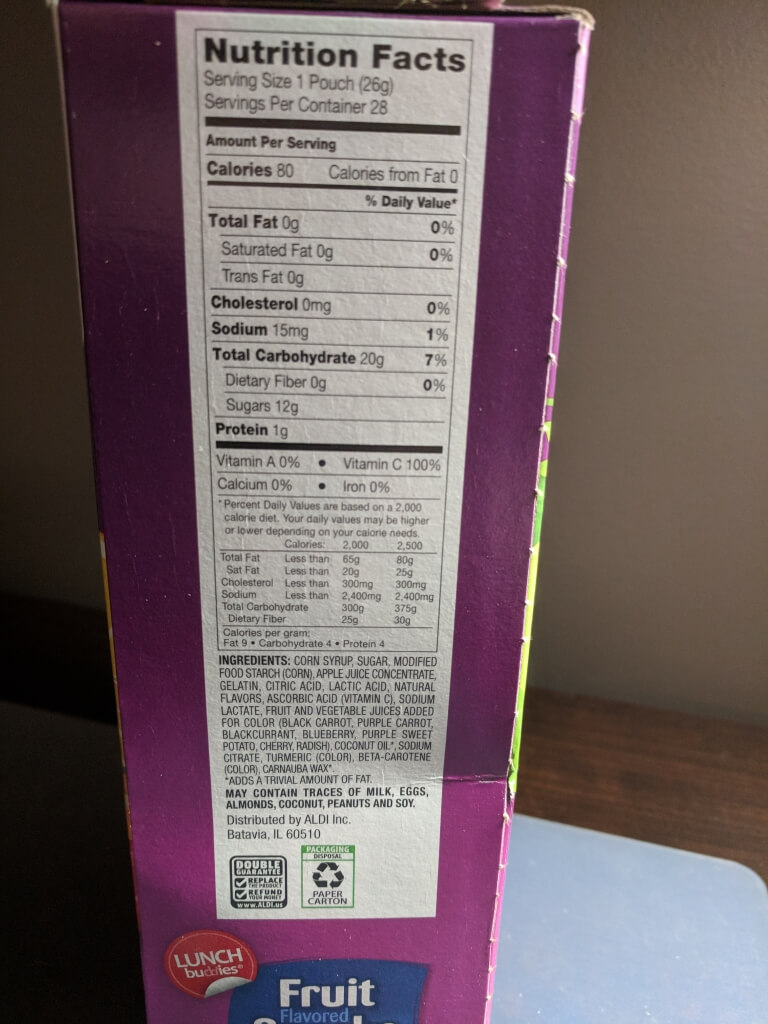 Nutrition Facts
Serving Size 1 Pouch (26g)
Servings Per Container 28
Amount Per Serving
Calories 80 Calories from Fat 0
% Daily Value*
Total Fat 0g 0%
Saturated Fat 0g 0%
Trans Fat 0g
Cholesterol 0mg 0%
Sodium 15mg 1%
Total Carbohydrate 20g 7%
Dietary Fiber 0g 0%
Sugars 12g
Protein 1g
Vitamin A 0% • Vitamin C 100%
Calcium 0% • Iron 0%
*Percent Daily Values are based on a 2,000
calorie diet. Your daily values may be higher
or lower depending on your calorie needs.
Calories: 2,000 2,500
Total Fat Less than 65g 80g
Sat Fat Less than 20g 25g
Cholesterol Less than 300mg 300mg
Sodium Less than 2,400mg 2,400mg
Total Carbohydrate 300g 375g
Dietary Fiber 25g 30g
Calories per gram:
Fat 9 • Carbohydrate 4 • Protein 4
INGREDIENTS: CORN SYRUP, SUGAR, MODIFIED
FOOD STARCH (CORN), APPLE JUICE CONCENTRATE,
GELATIN, CITRIC ACID, LACTIC ACID, NATURAL
FLAVORS, ASCORBIC ACID (VITAMIN C), SODIUM
LACTATE, FRUIT AND VEGETABLE JUICES ADDED
FOR COLOR (BLACK CARROT, PURPLE CARROT,
BLACKCURRANT, BLUEBERRY, PURPLE SWEET
POTATO, CHERRY, RADISH), COCONUT OIL*, SODIUM
CITRATE, TURMERIC (COLOR), BETA-CAROTENE
(COLOR), CARNAUBA WAX*.
*ADDS A TRIVIAL AMOUNT OF FAT.
MAY CONTAIN TRACES OF MILK, EGGS,
ALMONDS, COCONUT, PEANUTS AND SOY.
Distributed by ALDI Inc.
Batavia, IL 60510
DOUBLE
GUARANTEE
REPLACE
THE PRODUCT
REFUND
YOUR MONEY
www.ALDI.us
PACKAGING
DISPOSAL
PAPER
CARTON
LUNCH
buddies®
Fruit
Flavored